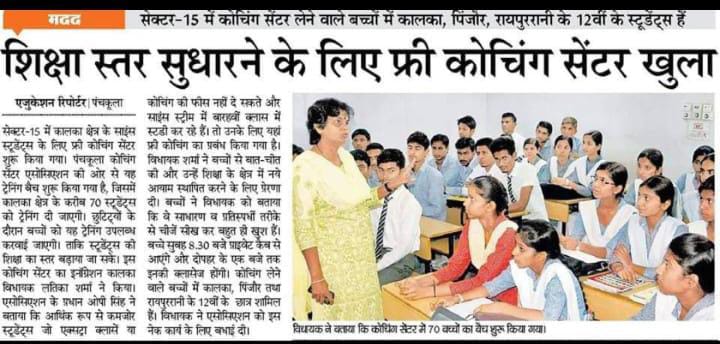 मदद
सेक्टर-15 में कोचिंग सेंटर लेने वाले बच्चों में कालका, पिंजौर, रायपुररानी के 12वीं के स्टूडेंट्स हैं
शिक्षा स्तर सुधारने के लिए फ्री कोचिंग सेंटर खुला
एजुकेशन रिपोर्टर|पंचकूला
सेक्टर-15 में कालका क्षेत्र के साइंस
स्टूडेंट्स के लिए फ्री कोचिंग सेंटर
शुरू किया गया। पंचकूला कोचिंग
सेंटर एसोसिएशन की ओर से यह
ट्रेनिंग बैच शुरू किया गया है, जिसमें
कालका क्षेत्र के करीब 70 स्टूडेंट्स
को ट्रेनिंग दी जाएगी। छुटि्टयों के
दौरान बच्चों को यह ट्रेनिंग उपलब्ध
करवाई जाएगी। ताकि स्टूडेंट्स की
शिक्षा का स्तर बढ़ाया जा सके। इस
कोचिंग सेंटर का इनॉग्रेशन कालका
विधायक लतिका शर्मा ने किया।
एसोसिएशन के प्रधान ओपी सिंह ने
बताया कि आर्थिक रूप से कमजोर
स्टूडेंट्स जो एक्स्ट्रा क्लासें या
कोचिंग की फीस नहीं दे सकते और
साइंस स्ट्रीम में बारहवीं क्लास में
स्टडी कर रहे हैं। तो उनके लिए यहां
फ्री कोचिंग का प्रबंध किया गया है।
विधायक शर्मा ने बच्चों से बात-चीत
की और उन्हें शिक्षा के क्षेत्र में नये
आयाम स्थापित करने के लिए प्रेरणा
दी। बच्चों ने विधायक को बताया
कि वे साधारण व प्रतिस्पर्धी तरीके
से चीजें सीख कर बहुत ही खुश हैं।
बच्चे सुबह 8.30 बजे प्राइवेट कैब से
आएंगे और दोपहर के एक बजे तक
इनकी क्लासेज होंगी। कोचिंग लेने
वाले बच्चों में कालका, पिंजौर तथा
रायपुररानी के 12वीं के छात्र शामिल
हैं। विधायक ने एसोसिएशन को इस
नेक कार्य के लिए बधाई दी।
विधायक ने बताया कि कोचिंग सेंटर में 70 बच्चों का बैच शुरू किया गया।